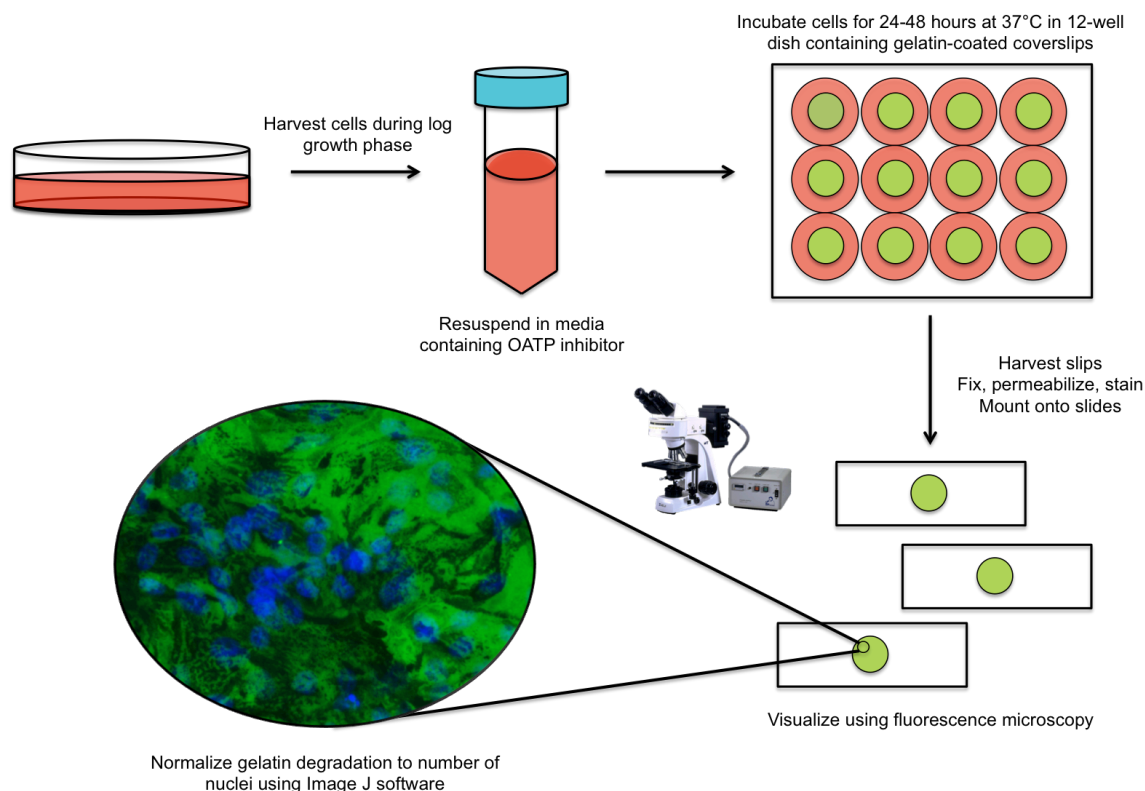 Incubate cells for 24-48 hours at 37°C in 12-well
dish containing gelatin-coated coverslips
Harvest cells during log
growth phase
Resuspend in media
containing OATP inhibitor
Harvest slips
Fix, permeabilize, stain
Mount onto slides
Visualize using fluorescence microscopy
Normalize gelatin degradation to number of
nuclei using Image J software